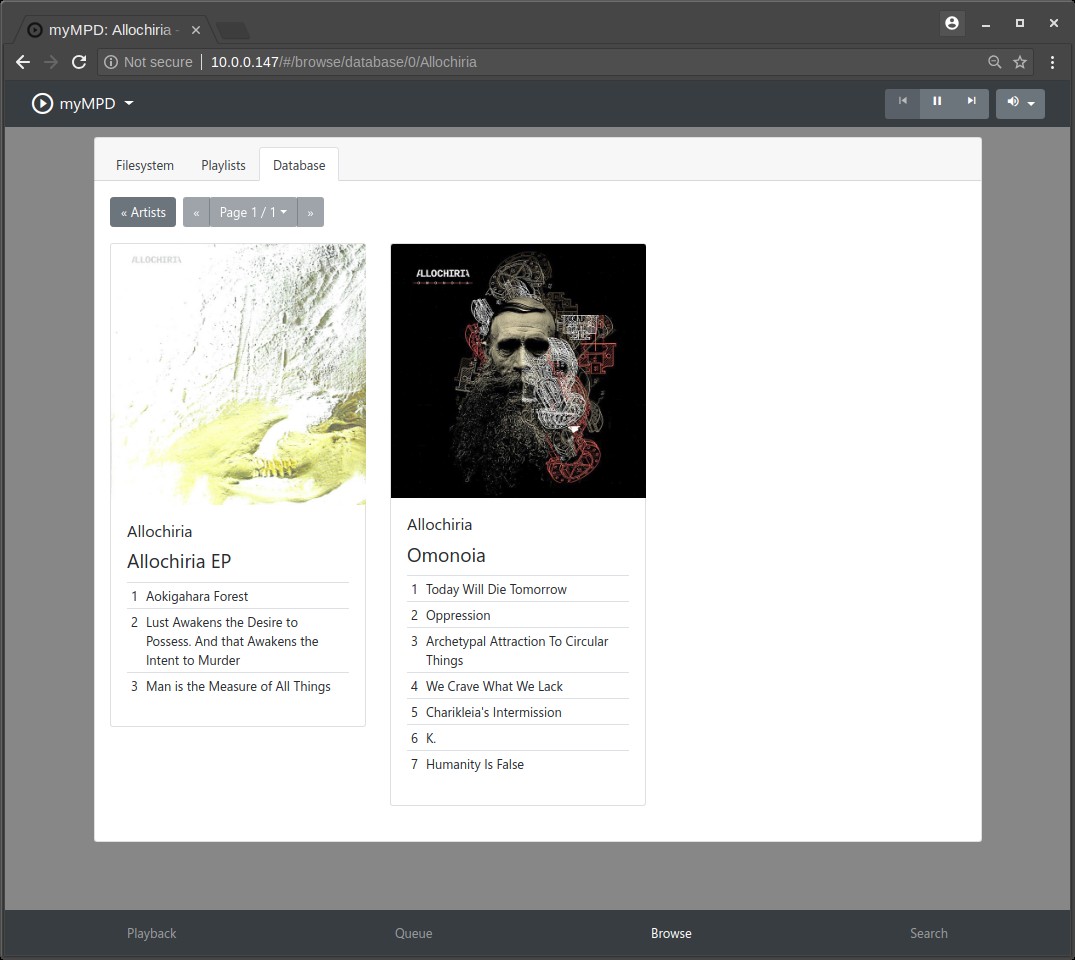 myMPD: Allochiria -
Not secure 10.0.0.147/#/browse/database/0/Allochiria
myMPD
Filesystem Playlists Database
« Artists « Page 1 / 1 »
ALLOCHIRIA
Allochiria
Allochiria EP
1 Aokigahara Forest
2 Lust Awakens the Desire to
Possess. And that Awakens the
Intent to Murder
3 Man is the Measure of All Things
ALLOCHIRIA
OMONOIA
Allochiria
Omonoia
1 Today Will Die Tomorrow
2 Oppression
3 Archetypal Attraction To Circular
Things
4 We Crave What We Lack
5 Charikleia's Intermission
6 K.
7 Humanity Is False
Playback Queue Browse Search